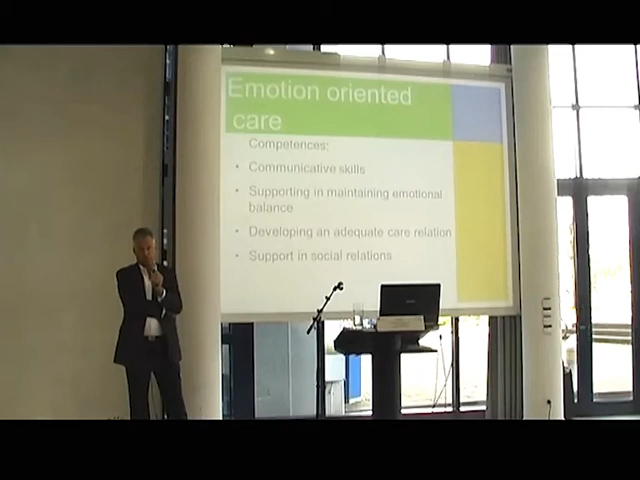 Emotion oriented
care
Competences:
• Communicative skills
• Supporting in maintaining emotional
balance
• Developing an adequate care relation
• Support in social relations